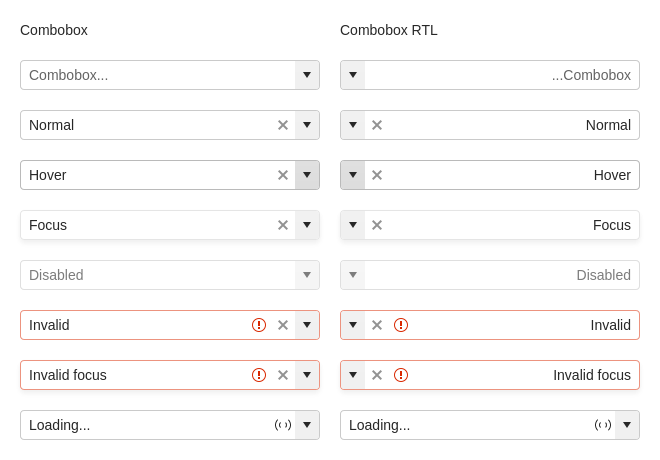 Combobox
Combobox RTL
Combobox...
...Combobox
Normal
Normal
Hover
Hover
Focus
Focus
Disabled
Disabled
Invalid
Invalid
Invalid focus
Invalid focus
Loading...
Loading...